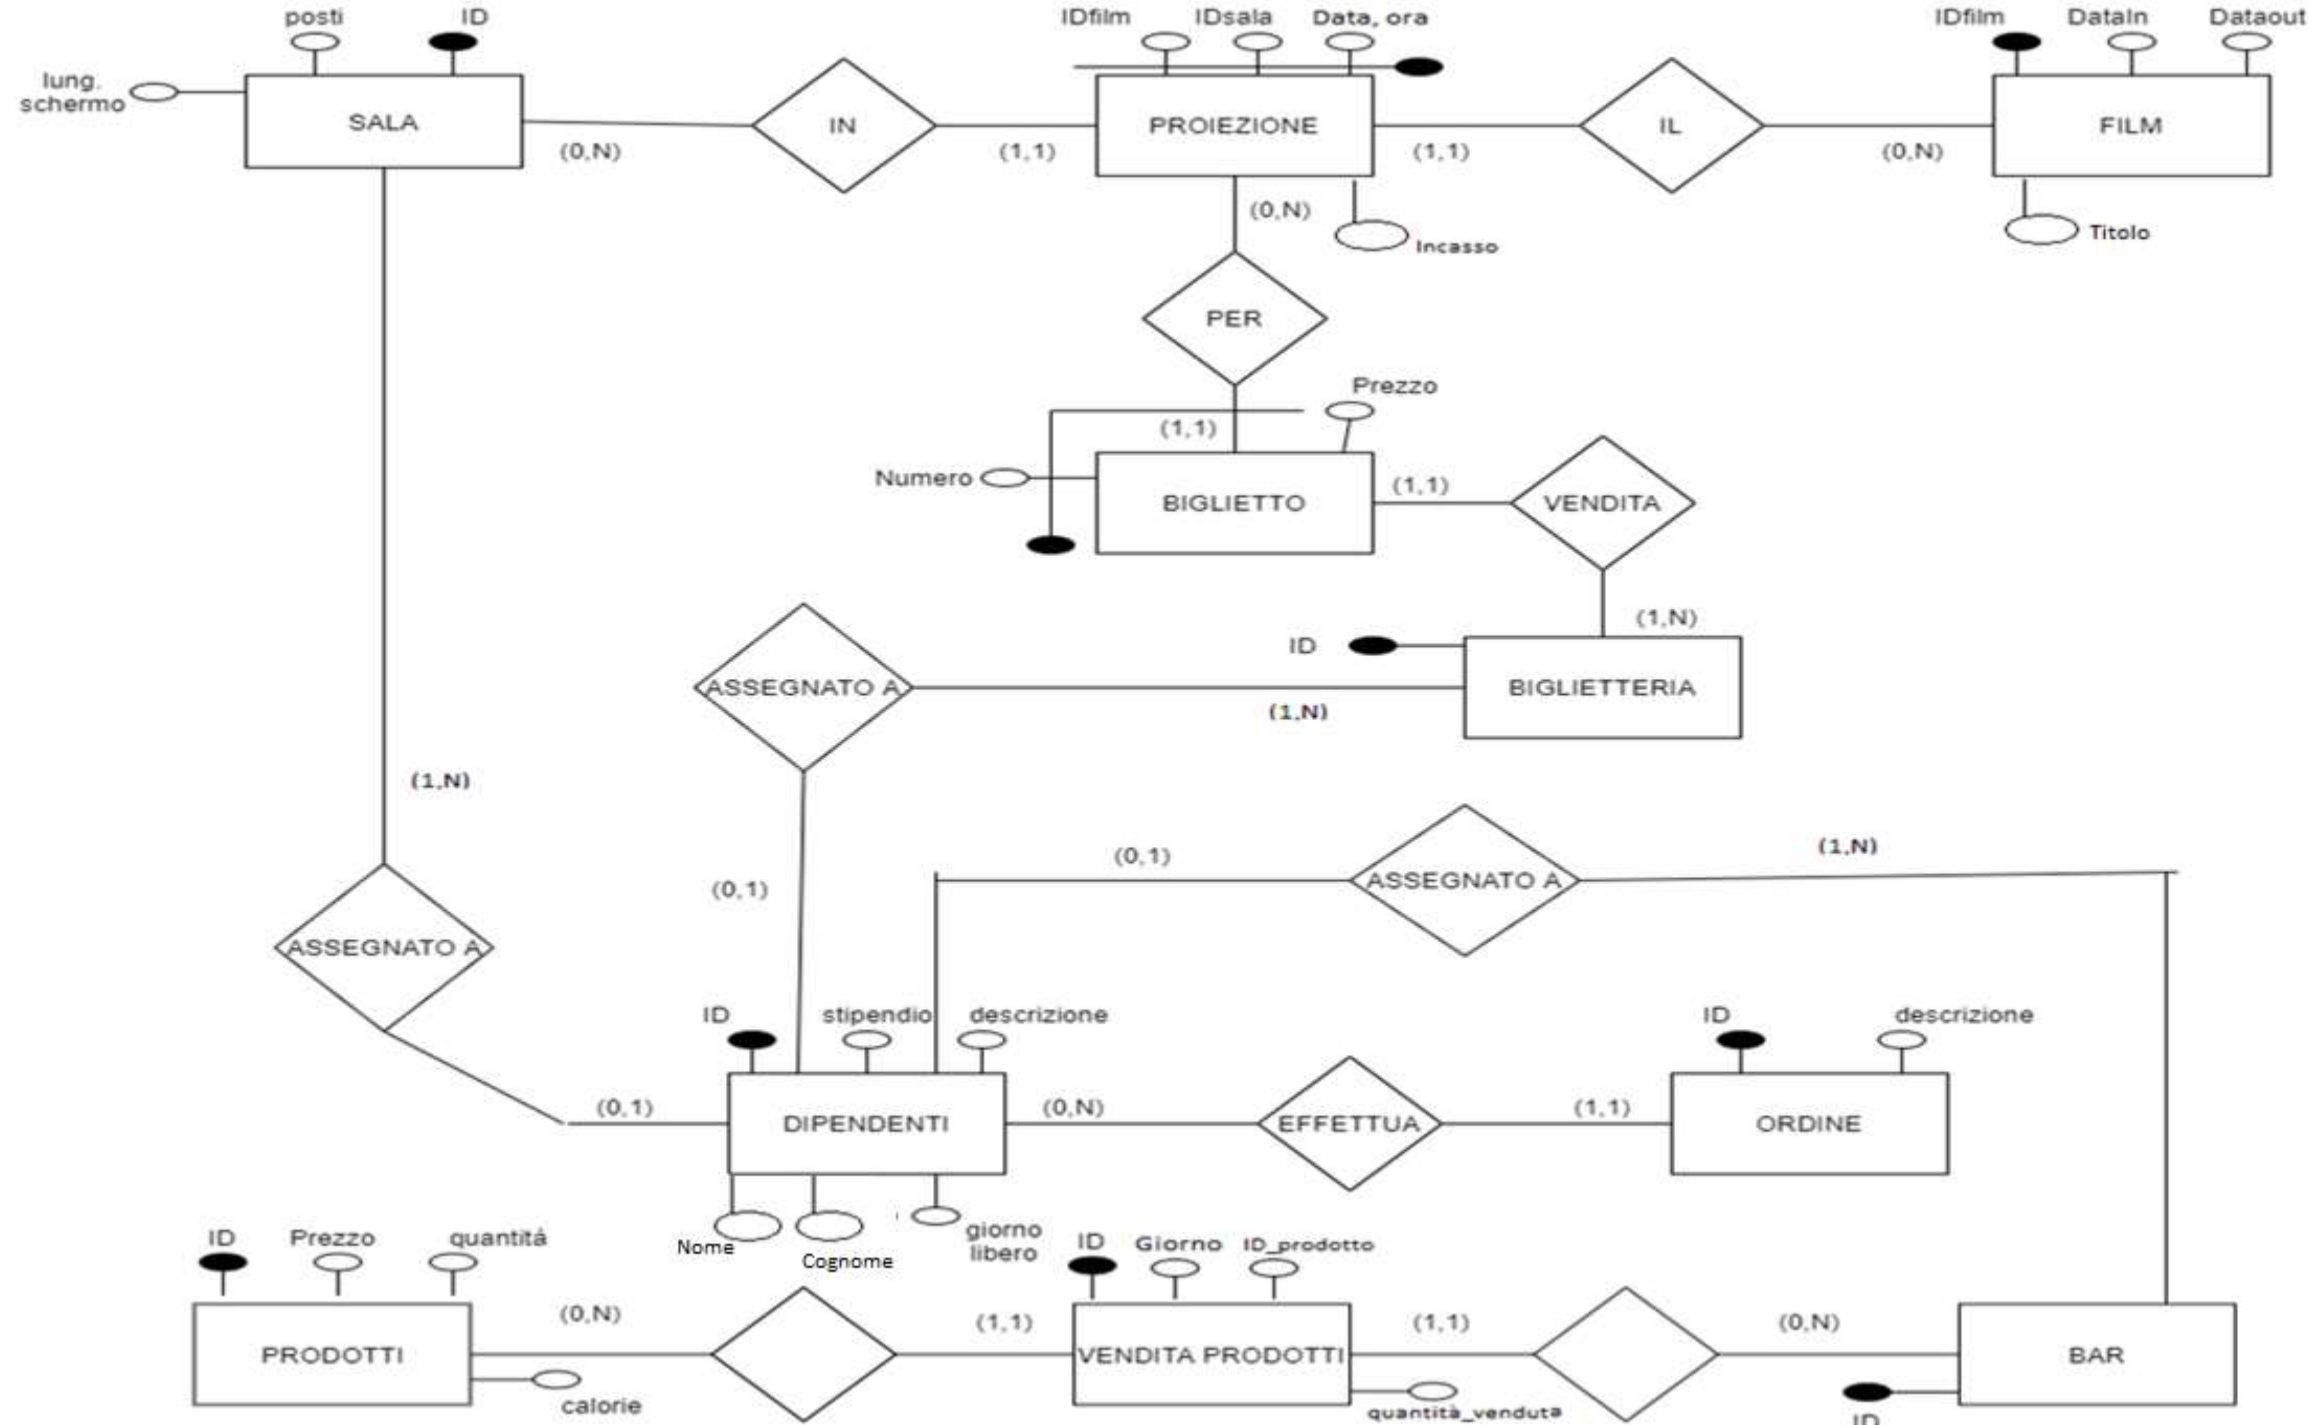 posti
ID
IDfilm
IDsala
Data, ora
IDfilm
DataIn
Dataout
lung.
schermo
SALA
(0,N)
IN
(1,1)
PROIEZIONE
(1,1)
IL
(0,N)
FILM
(0,N)
Incasso
Titolo
PER
Prezzo
(1,1)
Numero
BIGLIETTO
(1,1)
VENDITA
(1,N)
ID
ASSEGNATO A
BIGLIETTERIA
(1,N)
(1,N)
(0,1)
(0,1)
ASSEGNATO A
(1,N)
ASSEGNATO A
ID
stipendio
descrizione
ID
descrizione
(0,1)
DIPENDENTI
(0,N)
EFFETTUA
(1,1)
ORDINE
Nome
Cognome
giorno
libero
ID
Prezzo
quantità
ID
Giorno
ID_prodotto
PRODOTTI
(0,N)
(1,1)
VENDITA PRODOTTI
(1,1)
(0,N)
BAR
calorie
quantità_venduta
ID